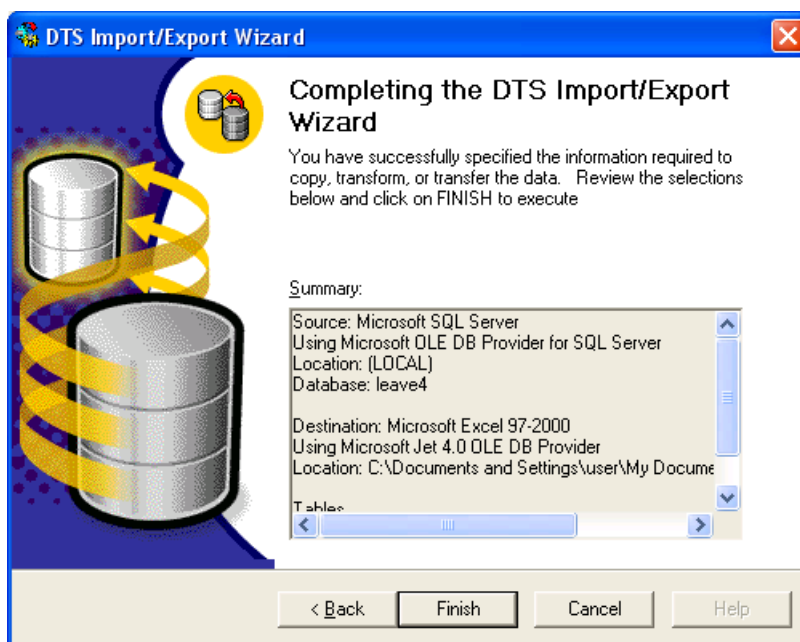 DTS Import/Export Wizard
Completing the DTS Import/Export
Wizard
You have successfully specified the information required to
copy, transform, or transfer the data. Review the selections
below and click on FINISH to execute
Summary:
Source: Microsoft SQL Server
Using Microsoft OLE DB Provider for SQL Server
Location: (LOCAL)
Database: leave4
Destination: Microsoft Excel 97-2000
Using Microsoft Jet 4.0 OLE DB Provider
Location: C:\Documents and Settings\user\My Docume
Tables
< Back Finish Cancel Help